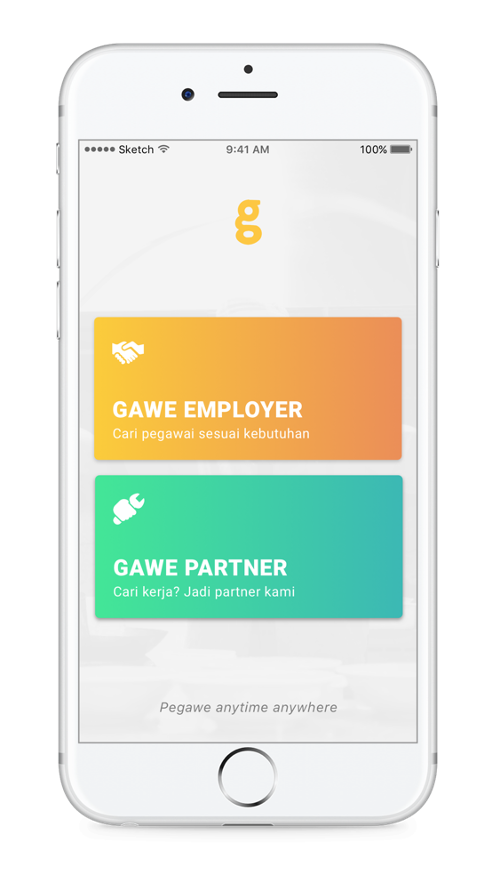 Sketch 9:41 AM 100%
g
GAWE EMPLOYER
Cari pegawai sesuai kebutuhan
GAWE PARTNER
Cari kerja? Jadi partner kami
Pegawe anytime anywhere